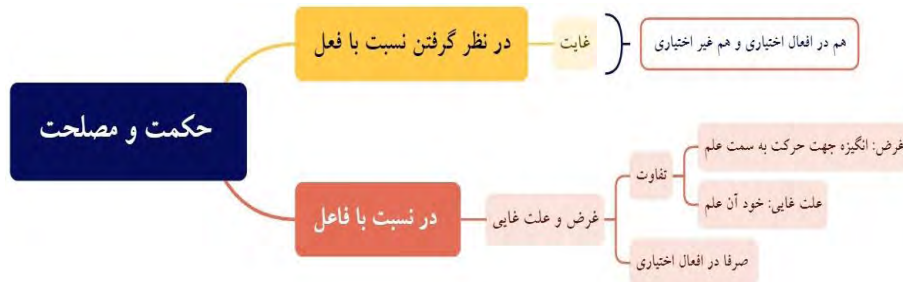 حکمت و مصلحت
در نظر گرفتن نسبت با فعل
غایت
هم در افعال اختیاری و هم غیر اختیاری
در نسبت با فاعل
غرض و علت غایی
تفاوت
غرض: انگیزه جهت حرکت به سمت علم
علت غایی: خود آن علم
صرفا در افعال اختیاری